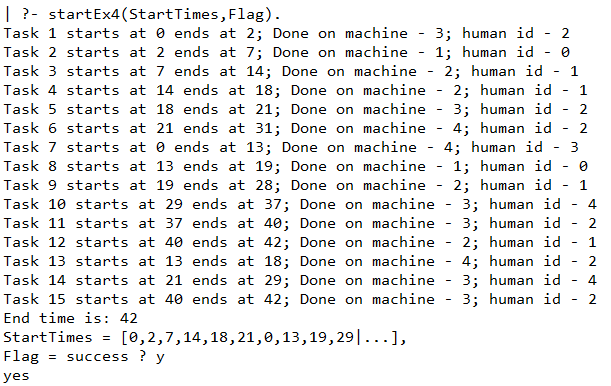 | ?- startEx4(StartTimes,Flag).
Task 1 starts at 0 ends at 2; Done on machine - 3; human id - 2
Task 2 starts at 2 ends at 7; Done on machine - 1; human id - 0
Task 3 starts at 7 ends at 14; Done on machine - 2; human id - 1
Task 4 starts at 14 ends at 18; Done on machine - 2; human id - 1
Task 5 starts at 18 ends at 21; Done on machine - 3; human id - 2
Task 6 starts at 21 ends at 31; Done on machine - 4; human id - 2
Task 7 starts at 0 ends at 13; Done on machine - 4; human id - 3
Task 8 starts at 13 ends at 19; Done on machine - 1; human id - 0
Task 9 starts at 19 ends at 28; Done on machine - 2; human id - 1
Task 10 starts at 29 ends at 37; Done on machine - 3; human id - 4
Task 11 starts at 37 ends at 40; Done on machine - 3; human id - 2
Task 12 starts at 40 ends at 42; Done on machine - 2; human id - 1
Task 13 starts at 13 ends at 18; Done on machine - 4; human id - 2
Task 14 starts at 21 ends at 29; Done on machine - 3; human id - 4
Task 15 starts at 40 ends at 42; Done on machine - 3; human id - 2
End time is: 42
StartTimes = [0,2,7,14,18,21,0,13,19,29|...],
Flag = success ? y
yes